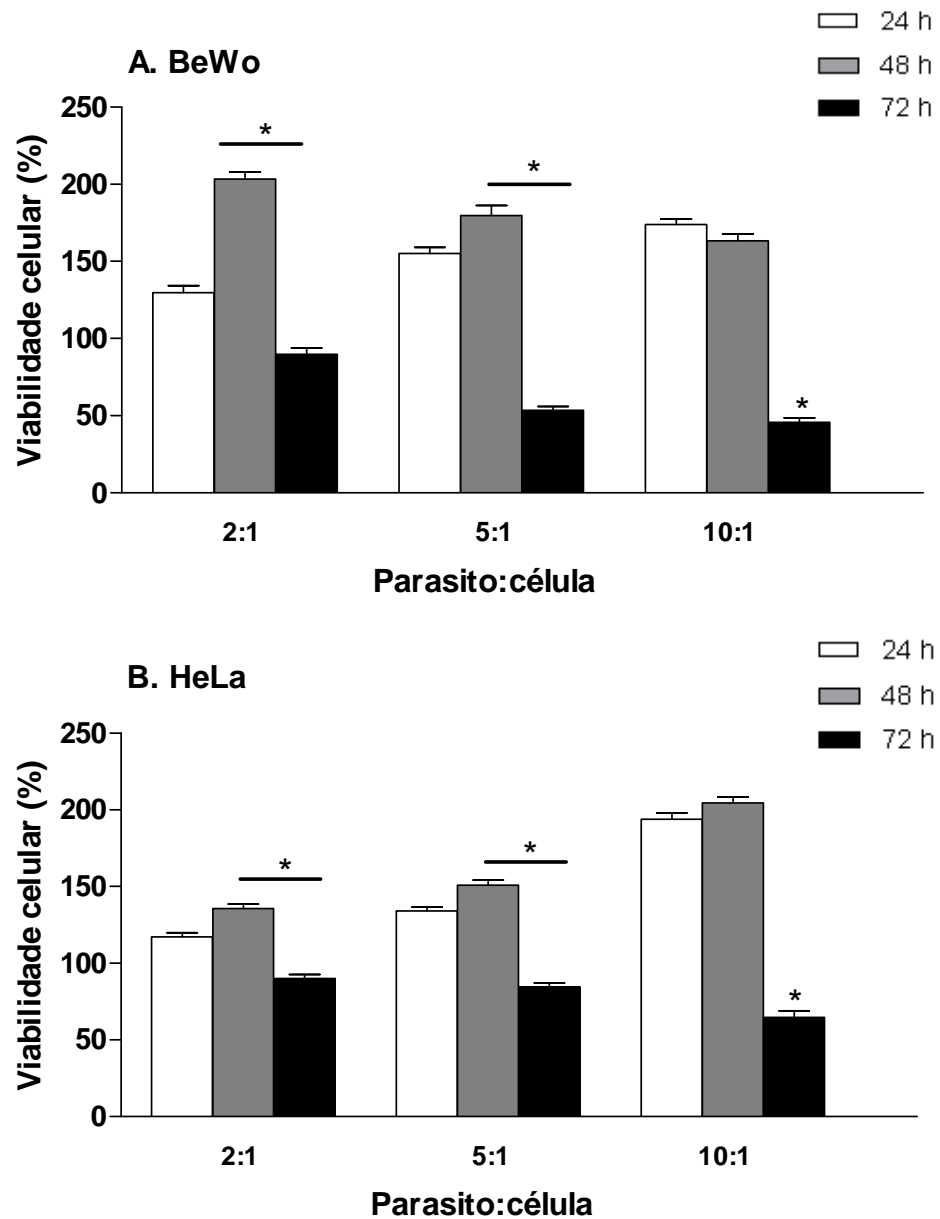 24 h
48 h
72 h
A. BeWo
*
*
*
250
200
150
100
50
0
Viabilidade celular (%)
2:1 5:1 10:1
Parasito:célula
24 h
48 h
72 h
B. HeLa
*
*
*
250
200
150
100
50
0
Viabilidade celular (%)
2:1 5:1 10:1
Parasito:célula